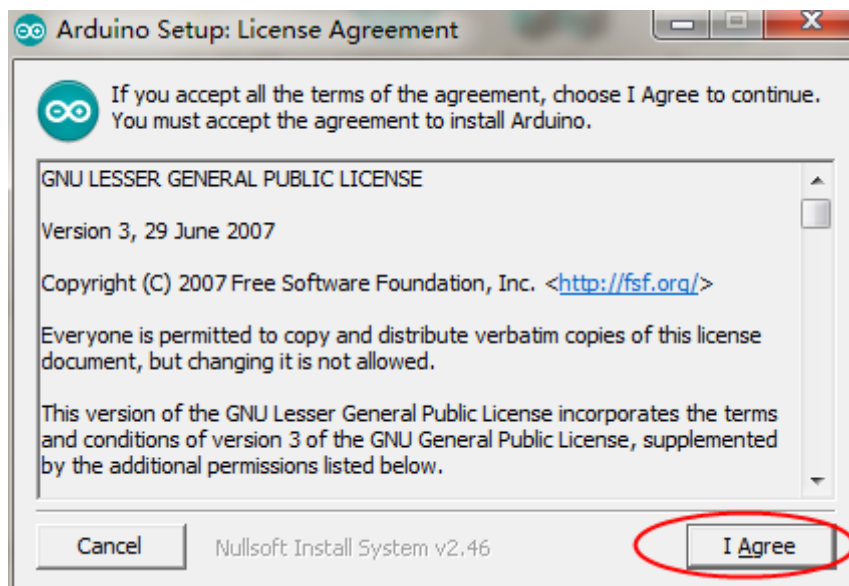 Arduino Setup: License Agreement
If you accept all the terms of the agreement, choose I Agree to continue.
You must accept the agreement to install Arduino.
GNU LESSER GENERAL PUBLIC LICENSE
Version 3, 29 June 2007
Copyright (C) 2007 Free Software Foundation, Inc. <http://fsf.org/>
Everyone is permitted to copy and distribute verbatim copies of this license
document, but changing it is not allowed.
This version of the GNU Lesser General Public License incorporates the terms
and conditions of version 3 of the GNU General Public License, supplemented
by the additional permissions listed below.
Cancel
Nullsoft Install System v2.46
I Agree